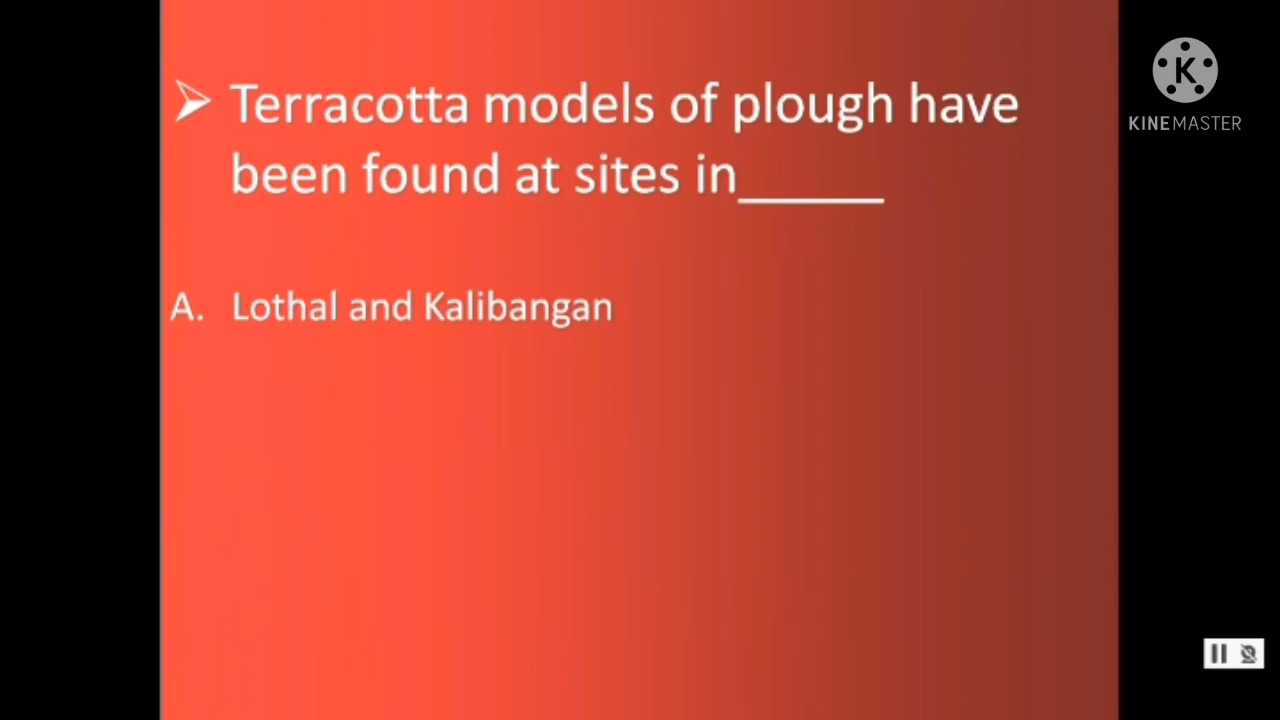 ➤ Terracotta models of plough have
been found at sites in______
A. Lothal and Kalibangan
K
KINEMASTER